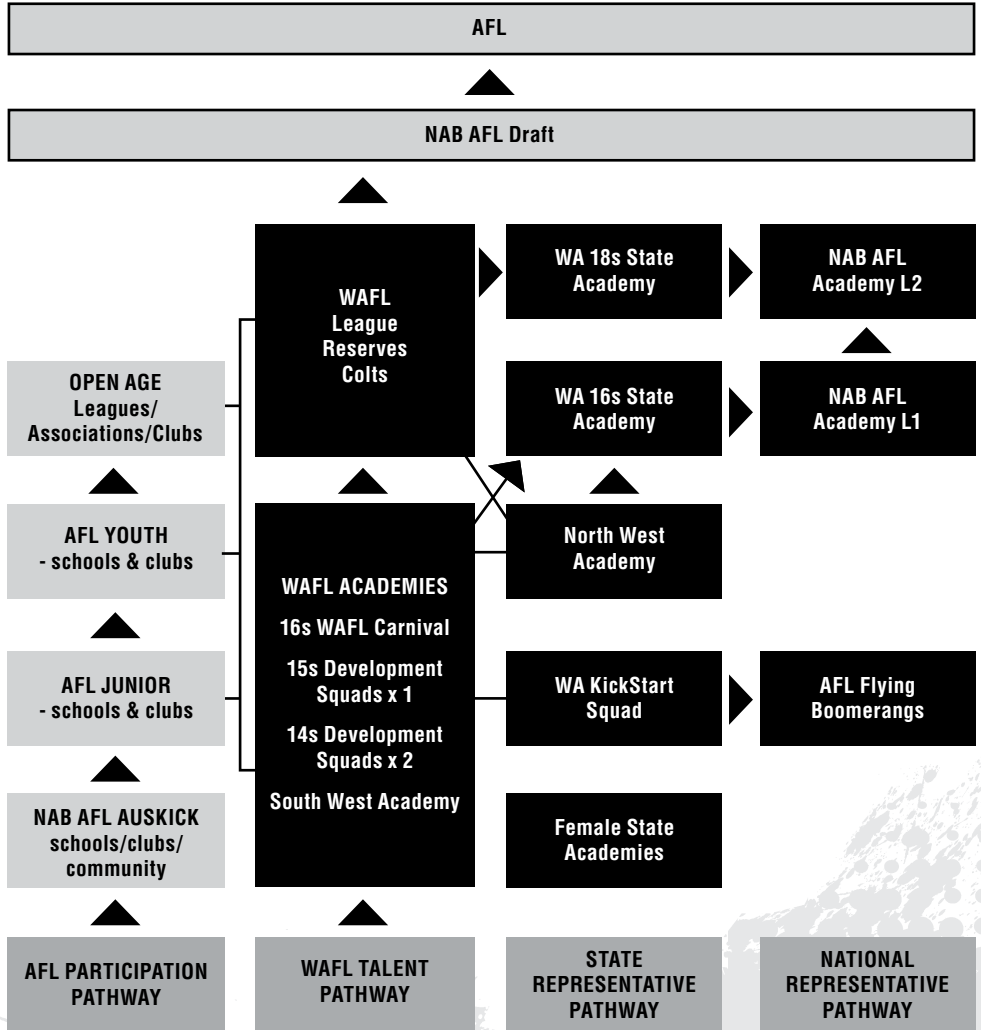 AFL
NAB AFL Draft
WAFL
League
Reserves
Colts
WA 18s State
Academy
NAB AFL
Academy L2
OPEN AGE
Leagues/
Associations/Clubs
WA 16s State
Academy
NAB AFL
Academy L1
AFL YOUTH
- schools & clubs
WAFL ACADEMIES
16s WAFL Carnival
15s Development
Squads x 1
14s Development
Squads x 2
South West Academy
North West
Academy
AFL JUNIOR
- schools & clubs
WA KickStart
Squad
AFL Flying
Boomerangs
NAB AFL AUSKICK
schools/clubs/
community
Female State
Academies
AFL PARTICIPATION
PATHWAY
WAFL TALENT
PATHWAY
STATE
REPRESENTATIVE
PATHWAY
NATIONAL
REPRESENTATIVE
PATHWAY